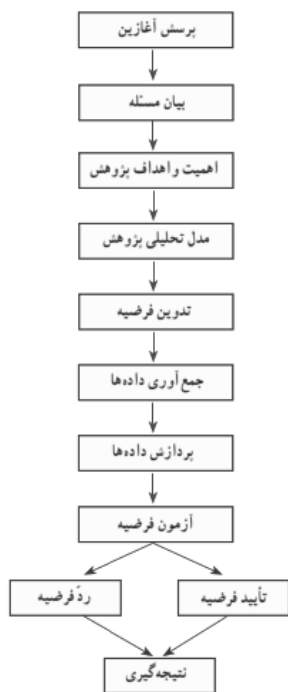 پرسش آغازین
بیان مسئله
اهمیت و اهداف پژوهش
مدل تحلیلی پژوهش
تدوین فرضیه
جمع آوری داده‌ها
پردازش داده‌ها
آزمون فرضیه
تأیید فرضیه
ردّ فرضیه
نتیجه‌گیری